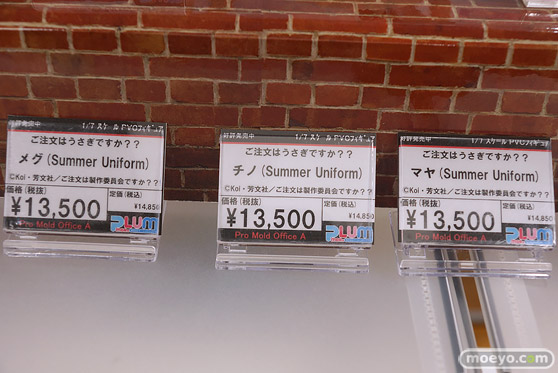 好評発売中 1/7 スケール PVCフィギュア
ご注文はうさぎですか？？
メグ (Summer Uniform)
©Koi・芳文社／ご注文は製作委員会ですか？？
価格(税抜)
¥13,500
定価(税込)
¥14,850
Pro Mold Office A
PLUM
好評発売中 1/7 スケール PVCフィギュア
ご注文はうさぎですか？？
チノ (Summer Uniform)
©Koi・芳文社／ご注文は製作委員会ですか？？
価格(税抜)
¥13,500
定価(税込)
¥14,850
Pro Mold Office A
PLUM
好評発売中 1/7 スケール PVCフィギュア
ご注文はうさぎですか？？
マヤ (Summer Uniform)
©Koi・芳文社／ご注文は製作委員会ですか？？
価格(税抜)
¥13,500
定価(税込)
¥14,850
Pro Mold Office A
PLUM
moeyo.com